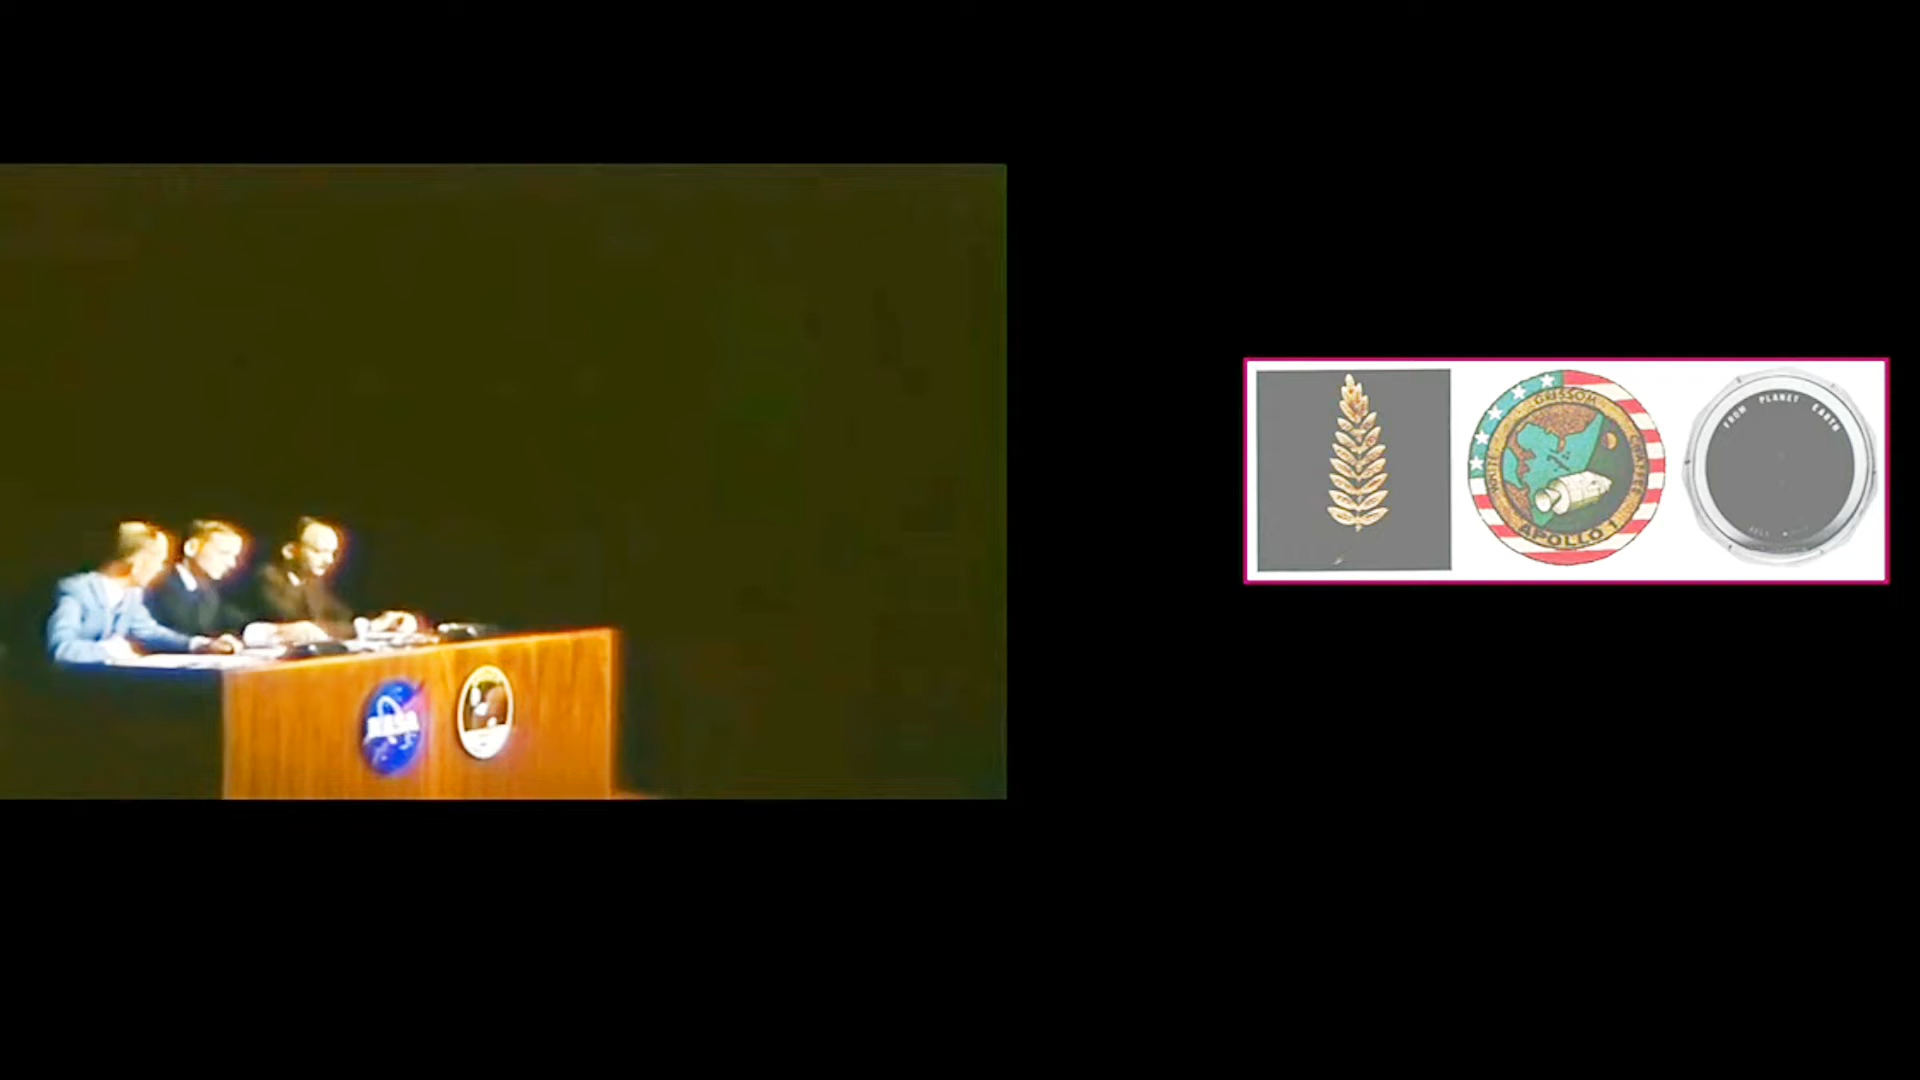 NASA
GRISSOM
WHITE
CHAFFEE
APOLLO 1
FROM PLANET EARTH